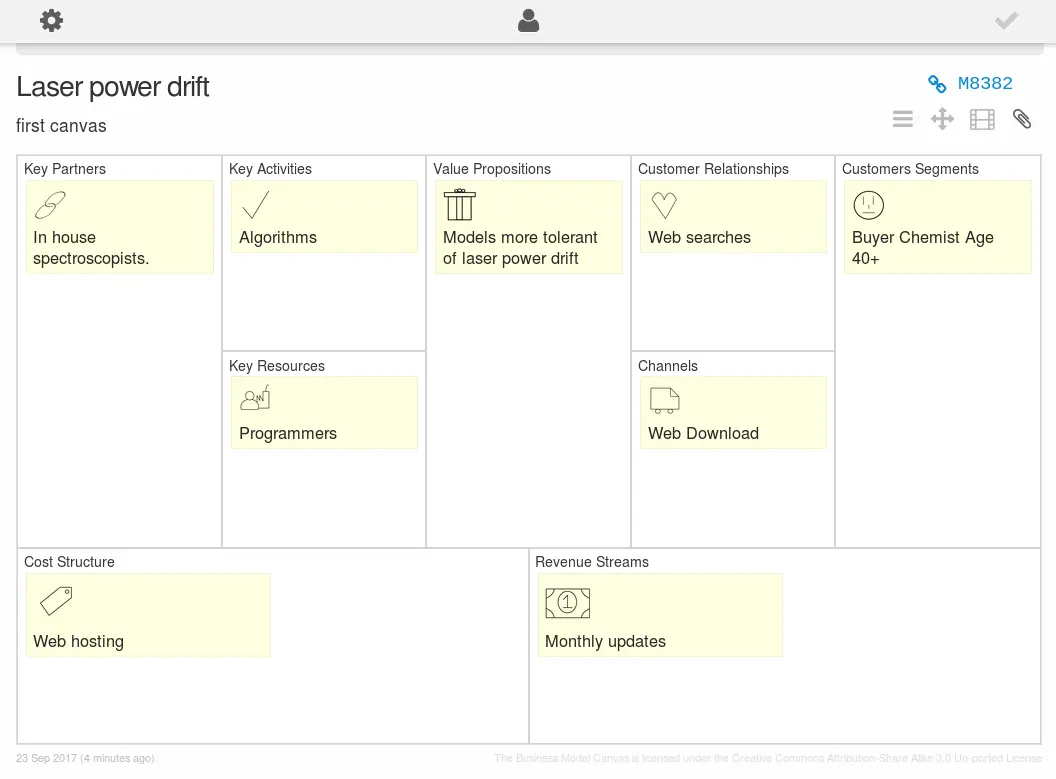 Laser power drift
M8382
first canvas
Key Partners
In house
spectroscopists.
Key Activities
Algorithms
Key Resources
Programmers
Value Propositions
Models more tolerant
of laser power drift
Customer Relationships
Web searches
Channels
Web Download
Customers Segments
Buyer Chemist Age
40+
Cost Structure
Web hosting
Revenue Streams
1
Monthly updates
23 Sep 2017 (4 minutes ago)
The Business Model Canvas is licensed under the Creative Commons Attribution-Share Alike 3.0 Un-ported License